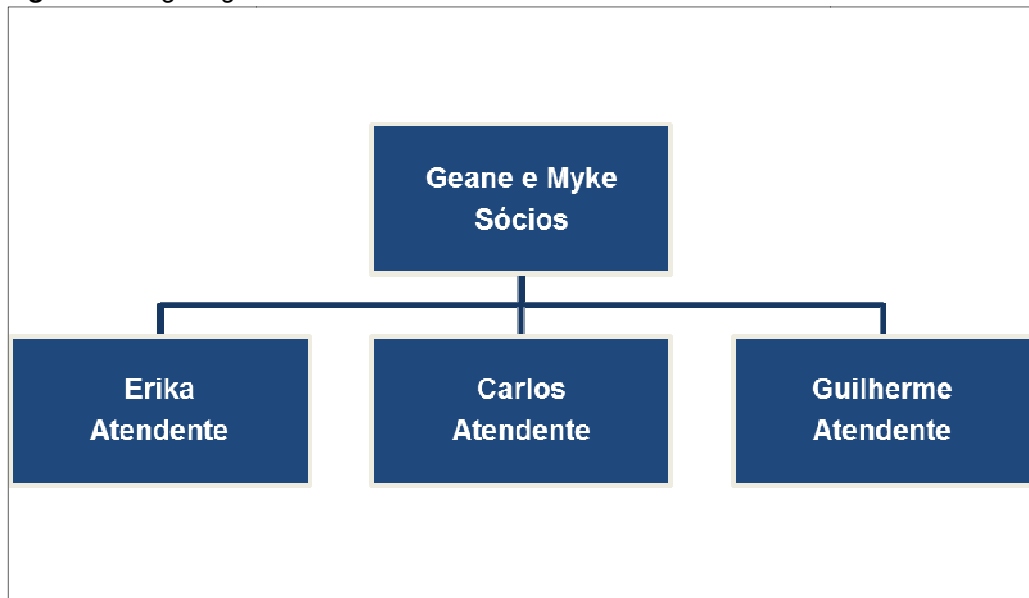 Geane e Myke
Sócios
Erika
Atendente
Carlos
Atendente
Guilherme
Atendente